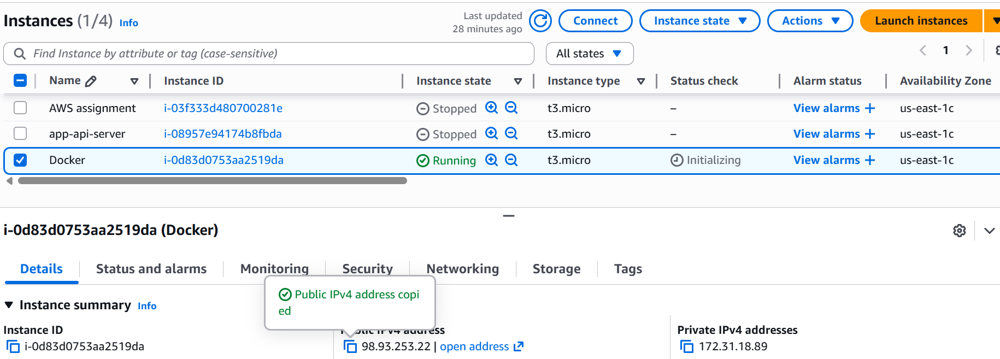 Instances (1/4) Info
Last updated
28 minutes ago
Connect
Instance state
Actions
Launch instances
Find Instance by attribute or tag (case-sensitive)
All states
1
Name Instance ID Instance state Instance type Status check Alarm status Availability Zone
AWS assignment i-03f333d480700281e Stopped t3.micro – View alarms + us-east-1c
app-api-server i-08957e94174b8fbda Stopped t3.micro – View alarms + us-east-1c
Docker i-0d83d0753aa2519da Running t3.micro Initializing View alarms + us-east-1c
i-0d83d0753aa2519da (Docker)
Details Status and alarms Monitoring Security Networking Storage Tags
Public IPv4 address copi
ed
Instance summary Info
Instance ID Public IPv4 address Private IPv4 addresses
i-0d83d0753aa2519da 98.93.253.22 | open address 172.31.18.89